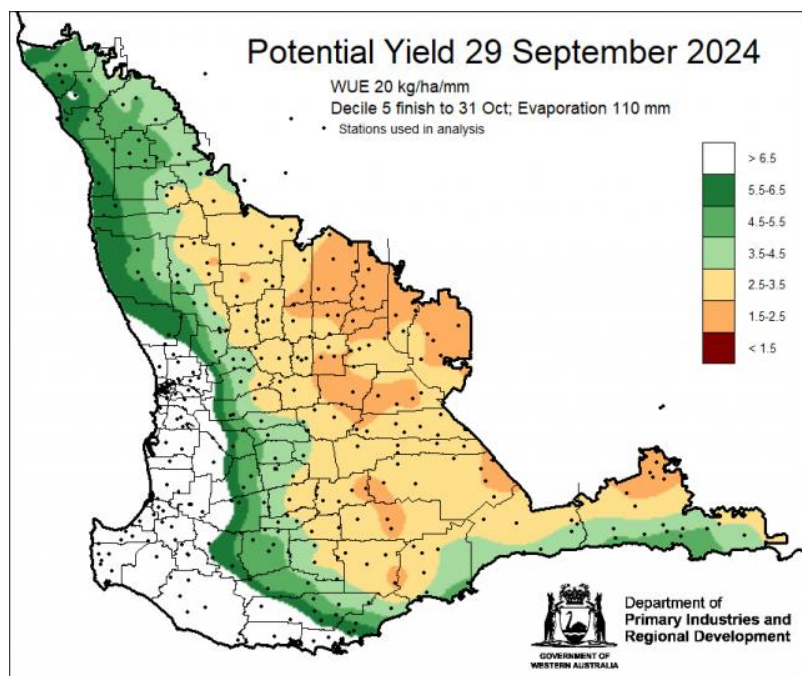 Potential Yield 29 September 2024
WUE 20 kg/ha/mm
Decile 5 finish to 31 Oct; Evaporation 110 mm
• Stations used in analysis
> 6.5
5.5-6.5
4.5-5.5
3.5-4.5
2.5-3.5
1.5-2.5
< 1.5
Department of
Primary Industries and
Regional Development
GOVERNMENT OF
WESTERN AUSTRALIA